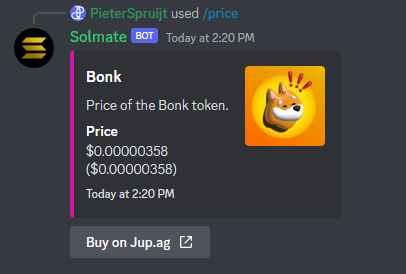 PieterSpruijt used /price
Solmate BOT Today at 2:20 PM
Bonk
Price of the Bonk token.
Price
$0.00000358
($0.00000358)
Today at 2:20 PM
Buy on Jup.ag